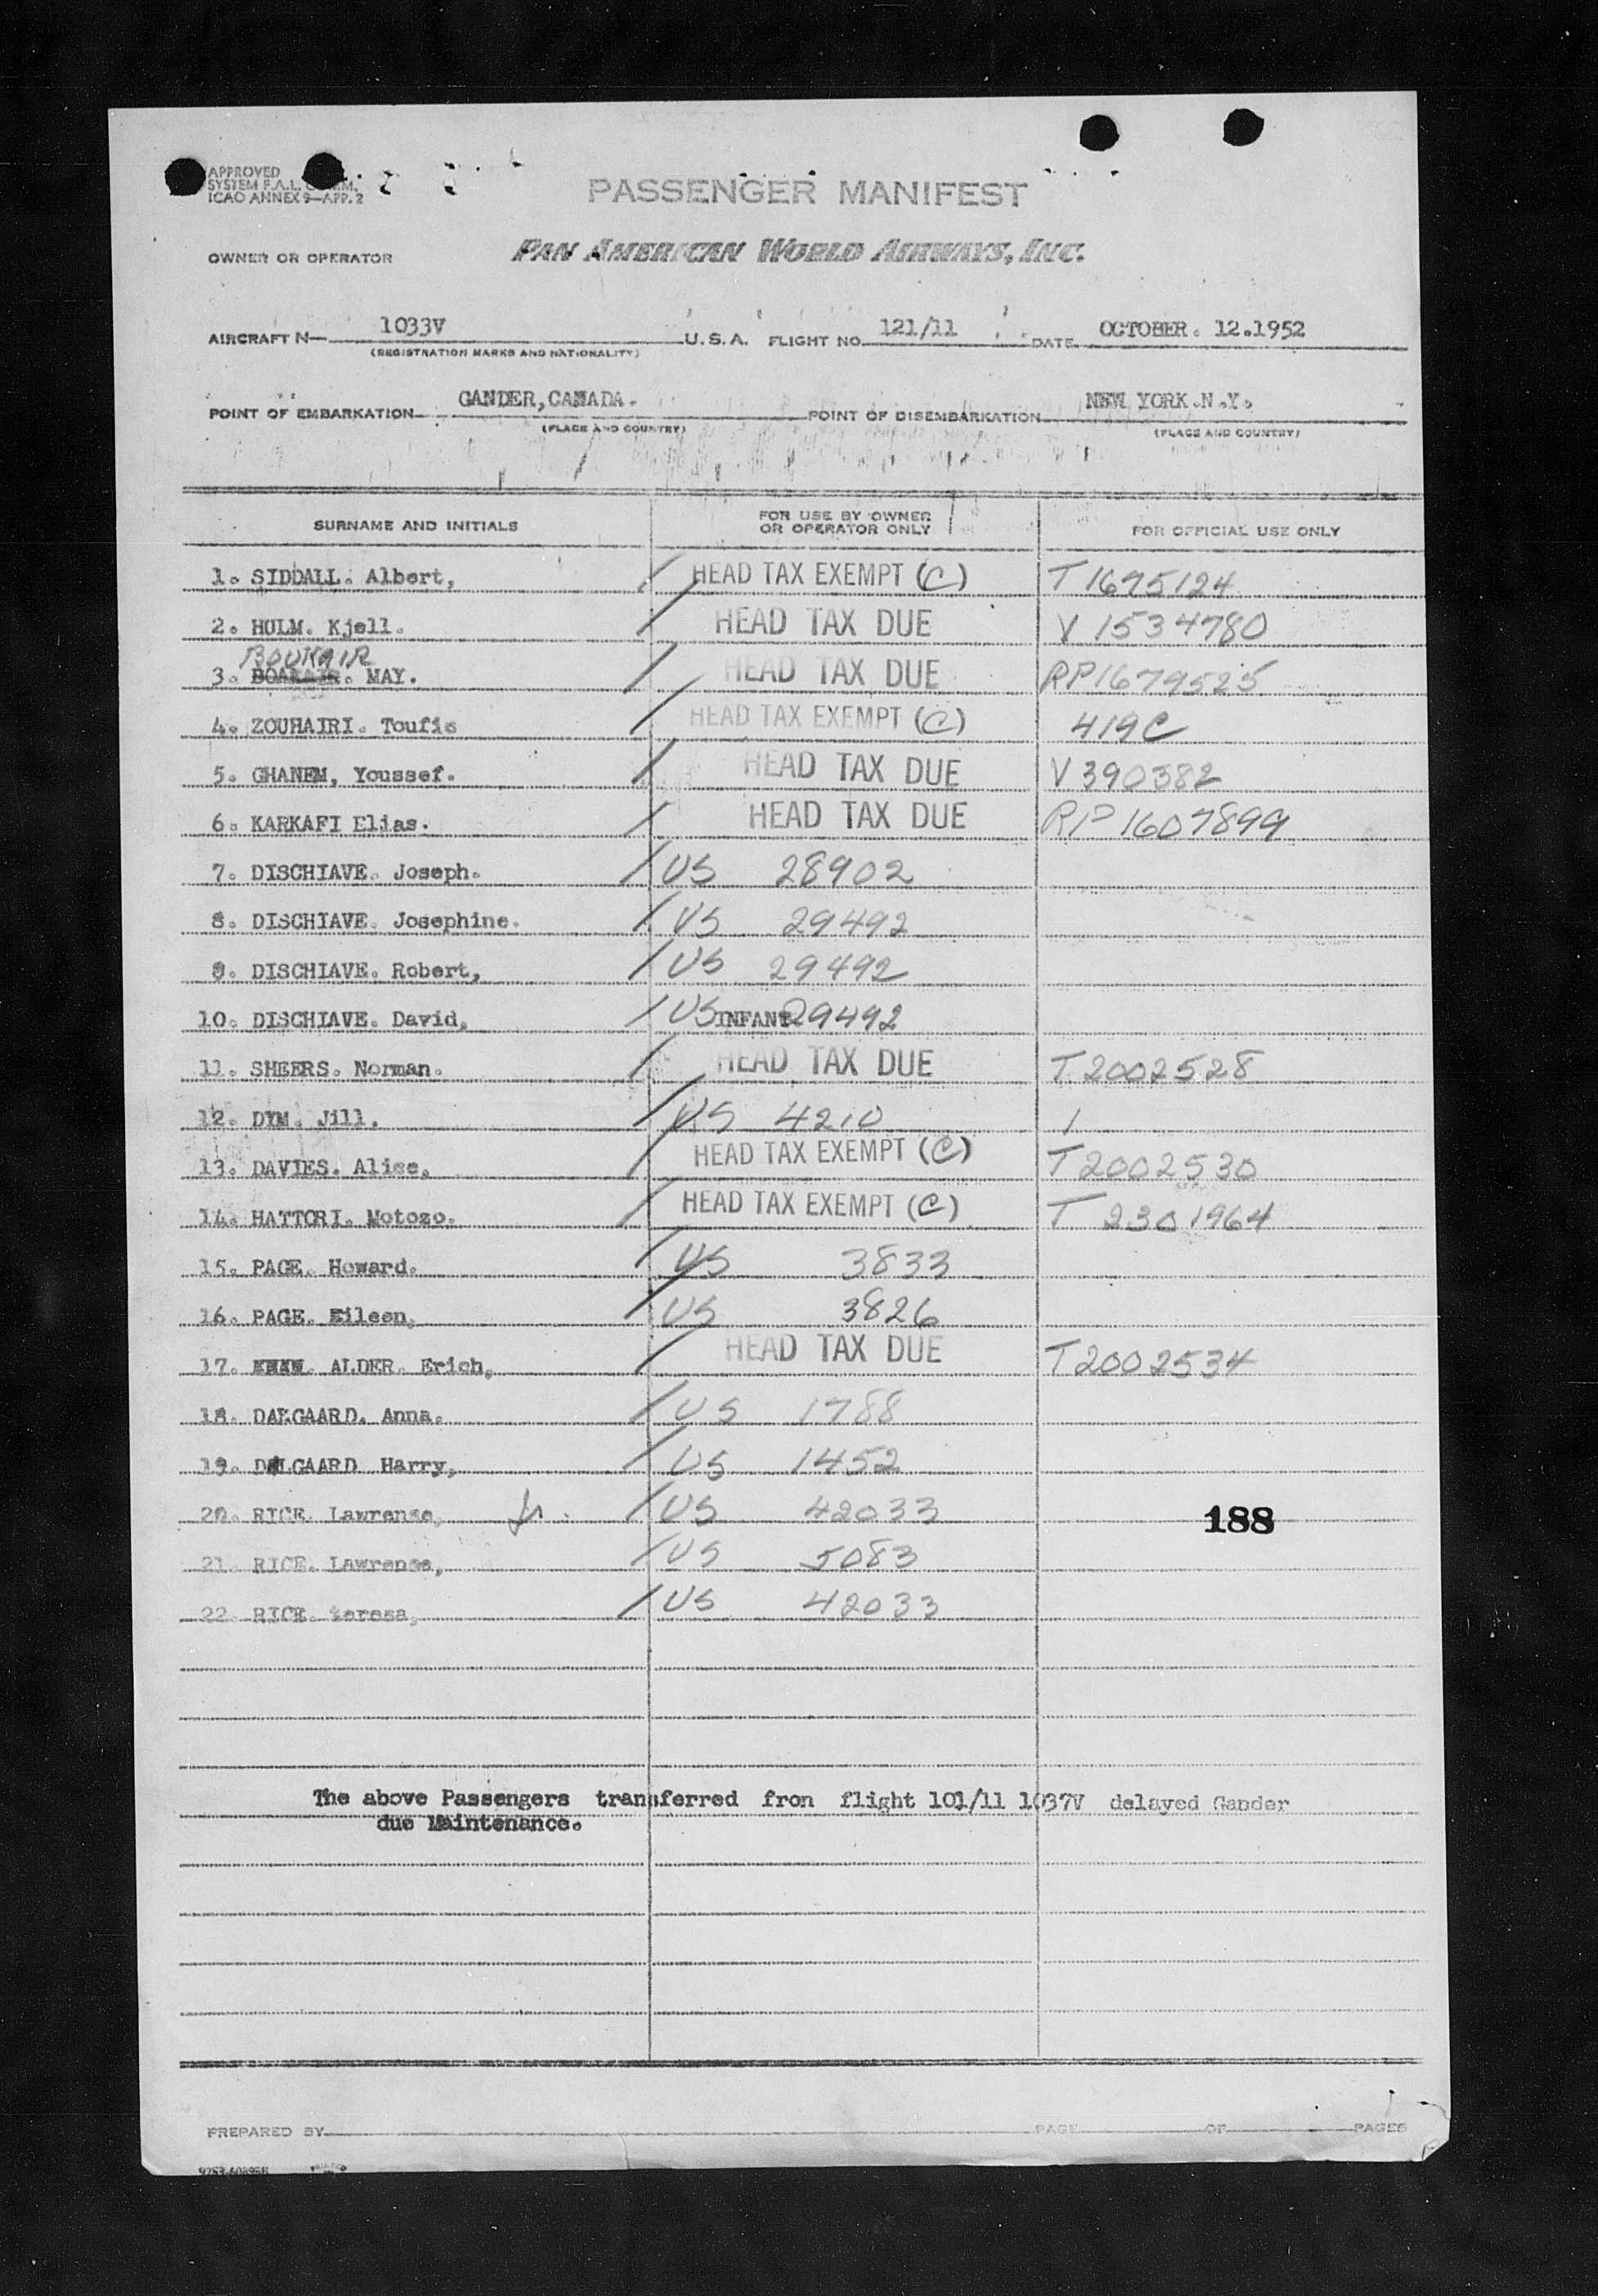 APPROVED
SYSTEM F.A.L.
ICAO ANNEX 9—APP. 2
PASSENGER MANIFEST
OWNER OR OPERATOR PAN AMERICAN WORLD AIRWAYS, INC.
AIRCRAFT N— 1033V U.S.A. FLIGHT NO. 121/11 DATE OCTOBER. 12.1952
(REGISTRATION MARKS AND NATIONALITY)
POINT OF EMBARKATION GANDER,CANADA. POINT OF DISEMBARKATION NEW YORK.N.Y.
(PLACE AND COUNTRY) (PLACE AND COUNTRY)
SURNAME AND INITIALS FOR USE BY OWNER OR OPERATOR ONLY FOR OFFICIAL USE ONLY
1. SIDDALL. Albert, / HEAD TAX EXEMPT (C) T 1675124
2. HULM. Kjell. / HEAD TAX DUE V 1534780
BOUKAIR
3. MAY. / HEAD TAX DUE RP1679525
4. ZOUHAIRI. Toufic / HEAD TAX EXEMPT (C) 419C
5. GHANEM, Youssef. / HEAD TAX DUE V 390382
6. KARKAFI Elias. / HEAD TAX DUE RP 1607899
7. DISCHIAVE. Joseph. / US 28902
8. DISCHIAVE. Josephine. / US 29492
9. DISCHIAVE. Robert, / US 29492
10. DISCHIAVE. David, / US INFANT 29492
11. SHEERS. Norman. / HEAD TAX DUE T 2002528
12. DYM. Jill, / US 4210 /
13. DAVIES. Alice, / HEAD TAX EXEMPT (C) T 2002530
14. HATTORI. Motozo. / HEAD TAX EXEMPT (C) T 2301964
15. PAGE. Howard. / US 3833
16. PAGE. Eileen, / US 3826
17. ALDER. Erich, / HEAD TAX DUE T2002534
18. DALGAARD. Anna. / US 1788
19. DALGAARD Harry, / US 1452
20. RICE. Lawrense, Jr. / US 42033 188
21. RICE. Lawrense, / US 5083
22. RICE. teresa, / US 42033
The above Passengers transferred fron flight 101/11 1037V delayed Gander
due Maintenance.
PREPARED BY PAGE OF PAGES